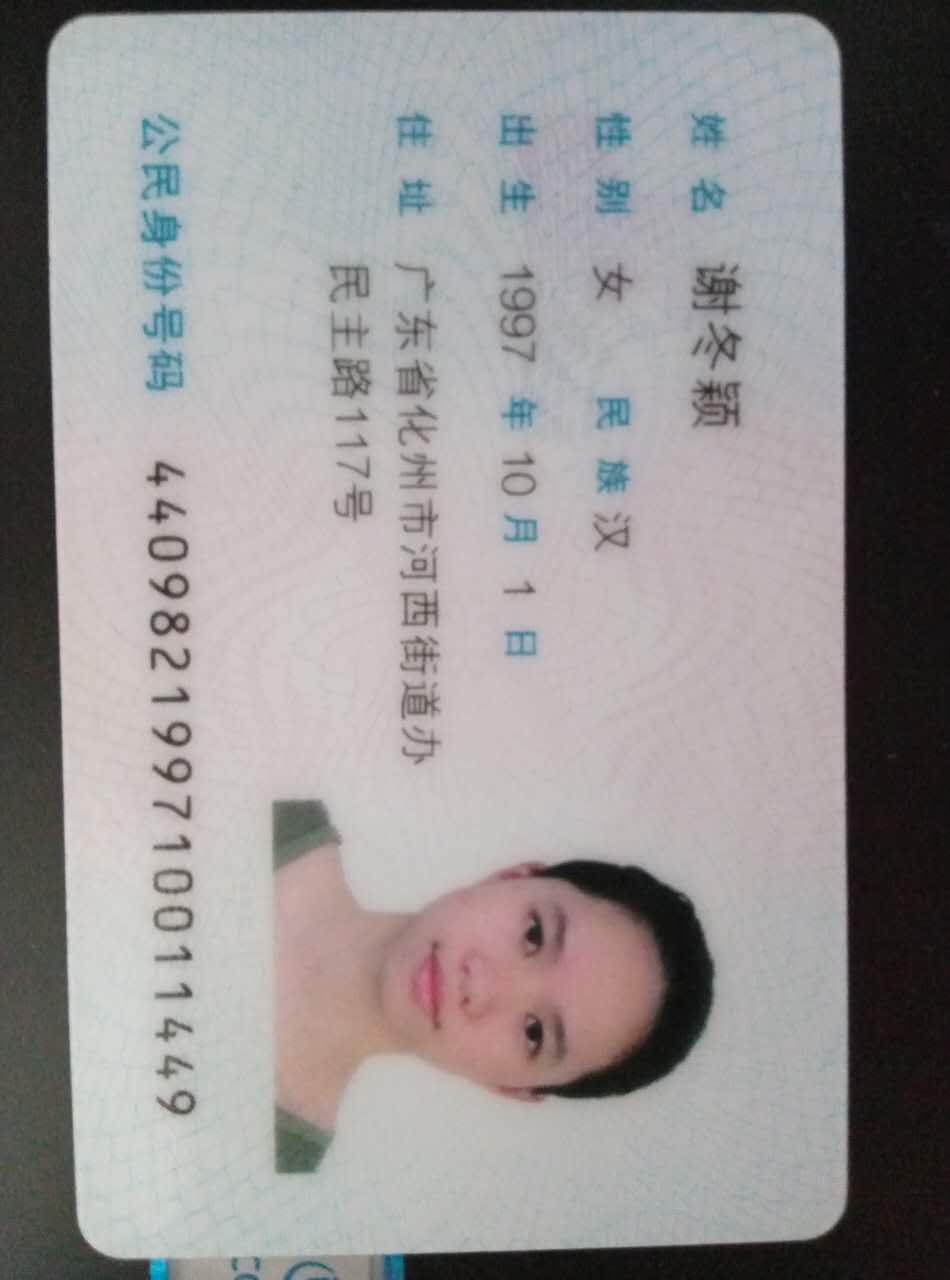 姓名 谢冬颖
性别 女 民族 汉
出生 1997 年 10 月 1 日
住址 广东省化州市河西街道办
民主路117号
公民身份号码 440982199710011449